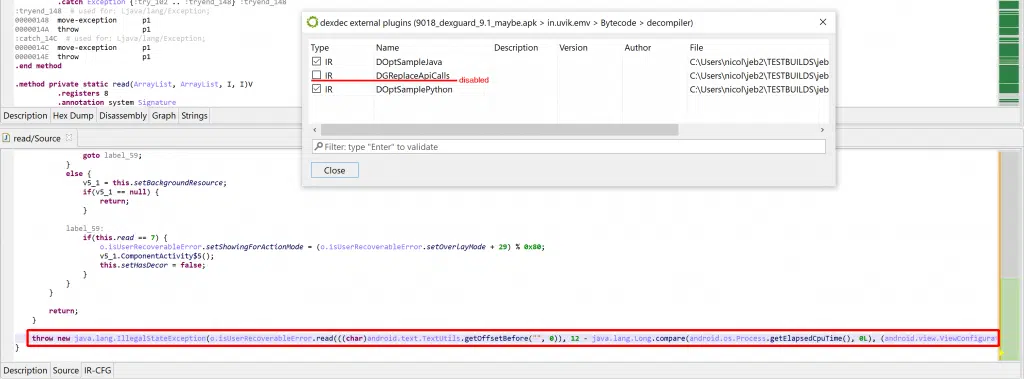 .catch Exception {:try_102 .. :tryend_148} :tryend_148
:tryend_148  # used for: Ljava/lang/Exception;
00000148  move-exception      p1
0000014A  throw               p1
:catch_14C  # used for: Ljava/lang/Exception;
0000014C  move-exception      p1
0000014E  throw               p1
.end method
.method private static read(ArrayList, ArrayList, I, I)V
.registers 8
.annotation system Signature
Description Hex Dump Disassembly Graph Strings
dexdec external plugins (9018_dexguard_9.1_maybe.apk > in.uvik.emv > Bytecode > decompiler)
Type Name Description Version Author File
IR DOptSampleJava C:\Users\nicol\jeb2\TESTBUILDS\jeb
IR DGReplaceApiCalls disabled C:\Users\nicol\jeb2\TESTBUILDS\jeb
IR DOptSamplePython C:\Users\nicol\jeb2\TESTBUILDS\jeb
Filter: type "Enter" to validate
Close
read/Source
goto label_59;
}
else {
v5_1 = this.setBackgroundResource;
if(v5_1 == null) {
return;
}
label_59:
if(this.read == 7) {
o.isUserRecoverableError.setShowingForActionMode = (o.isUserRecoverableError.setOverlayMode + 29) % 0x80;
v5_1.ComponentActivity$5();
this.setHasDecor = false;
}
}
}
return;
}
throw new java.lang.IllegalStateException(o.isUserRecoverableError.read(((char)android.text.TextUtils.getOffsetBefore("", 0)), 12 - java.lang.Long.compare(android.os.Process.getElapsedCpuTime(), 0L), (android.view.ViewConfigura
}
Description Source IR-CFG